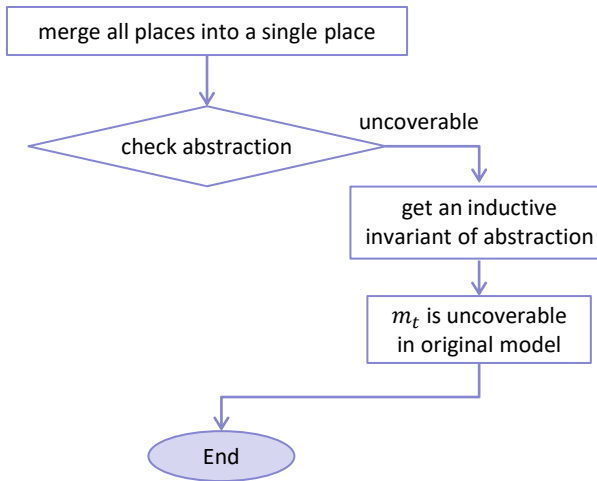 merge all places into a single place
check abstraction
uncoverable
get an inductive
invariant of abstraction
𝑚𝑡 is uncoverable
in original model
End